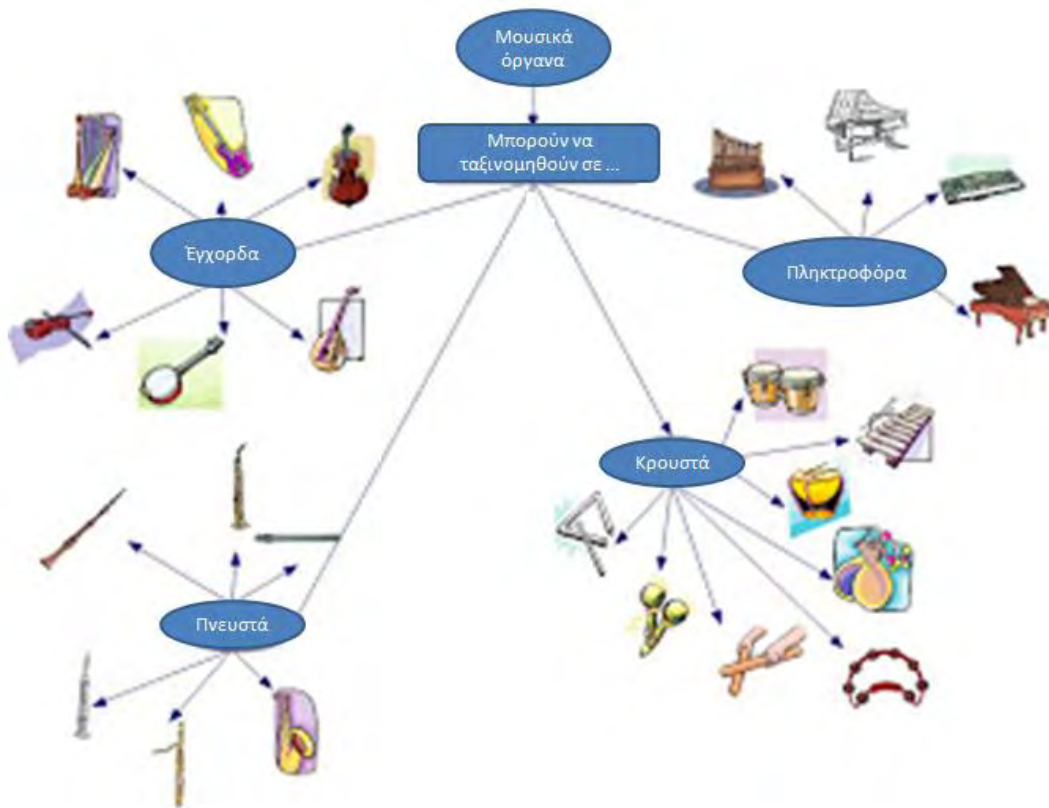 Μουσικά
όργανα
Μπορούν να
ταξινομηθούν σε ...
Έγχορδα
Πληκτροφόρα
Κρουστά
Πνευστά